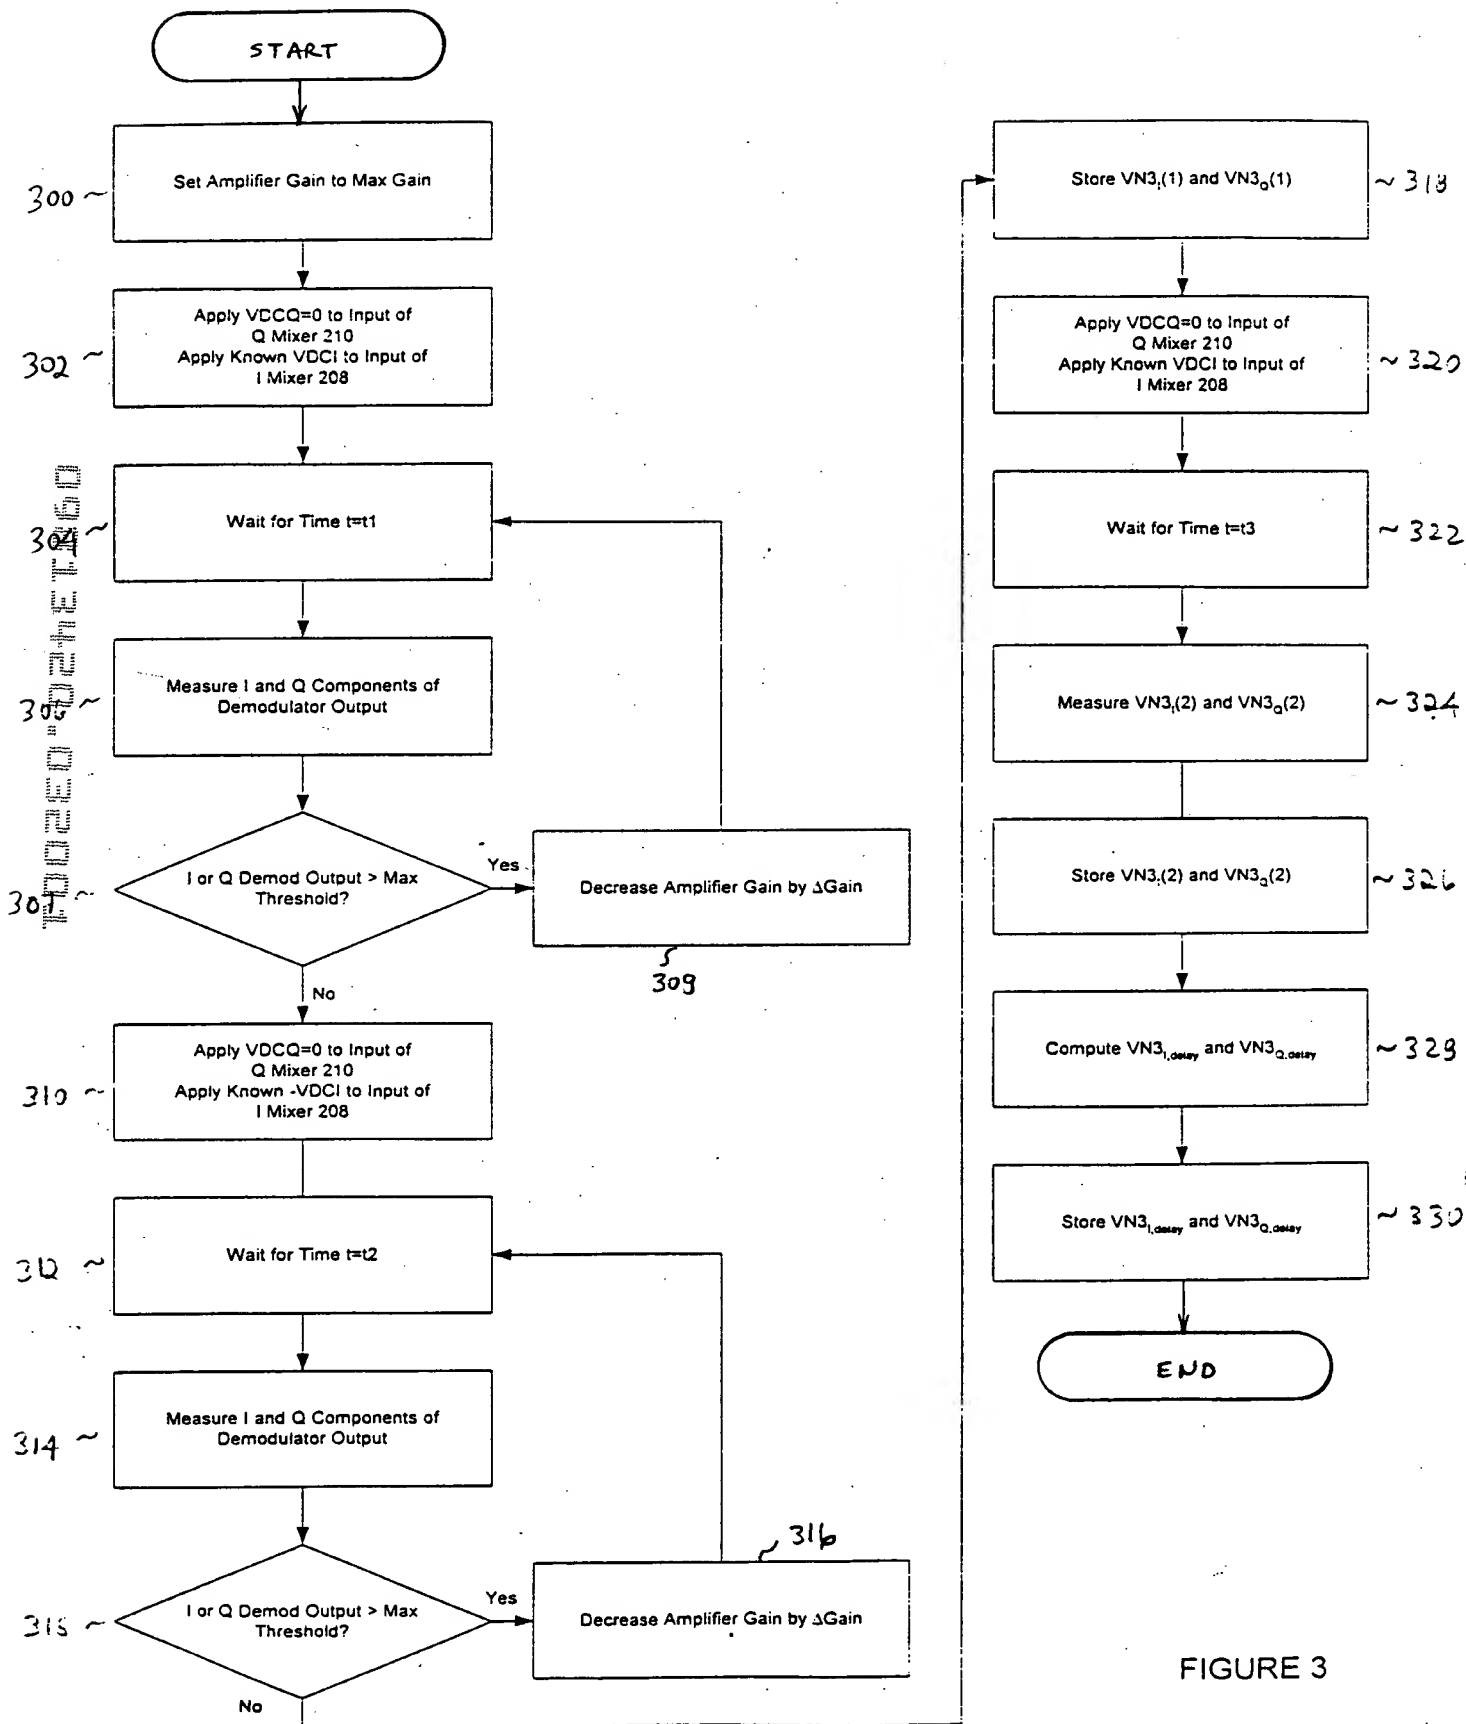 START
300 ~
Set Amplifier Gain to Max Gain
302 ~
Apply VDCQ=0 to Input of
Q Mixer 210
Apply Known VDCI to Input of
I Mixer 208
304 ~
Wait for Time t=t1
Measure I and Q Components of
Demodulator Output
I or Q Demod Output > Max
Threshold?
Yes
Decrease Amplifier Gain by ΔGain
309
No
310 ~
Apply VDCQ=0 to Input of
Q Mixer 210
Apply Known -VDCI to Input of
I Mixer 208
312 ~
Wait for Time t=t2
314 ~
Measure I and Q Components of
Demodulator Output
315 ~
I or Q Demod Output > Max
Threshold?
Yes
316
Decrease Amplifier Gain by ΔGain
No
Store VN3I(1) and VN3Q(1)
~ 318
Apply VDCQ=0 to Input of
Q Mixer 210
Apply Known VDCI to Input of
I Mixer 208
~ 320
Wait for Time t=t3
~ 322
Measure VN3I(2) and VN3Q(2)
~ 324
Store VN3I(2) and VN3Q(2)
~ 326
Compute VN3I,delay and VN3Q,delay
~ 329
Store VN3I,delay and VN3Q,delay
~ 330
END
FIGURE 3